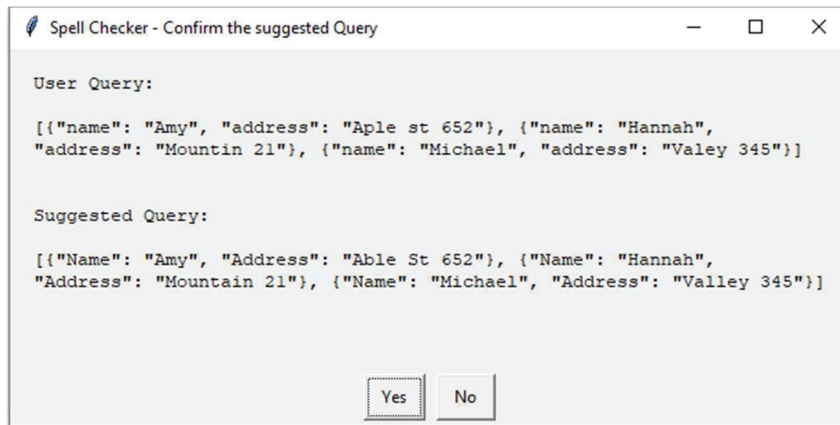 Spell Checker - Confirm the suggested Query
User Query:
[{"name": "Amy", "address": "Aple st 652"}, {"name": "Hannah",
"address": "Mountin 21"}, {"name": "Michael", "address": "Valey 345"}]
Suggested Query:
[{"Name": "Amy", "Address": "Able St 652"}, {"Name": "Hannah",
"Address": "Mountain 21"}, {"Name": "Michael", "Address": "Valley 345"}]
Yes No